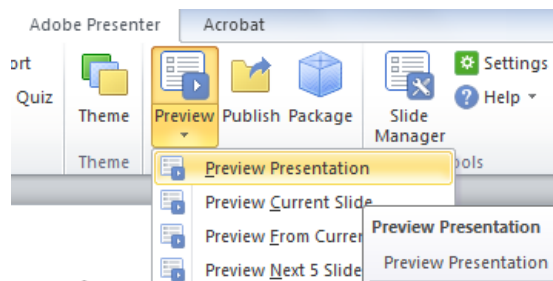 Adobe Presenter Acrobat
ort
Quiz
Theme
Preview
Publish
Package
Slide
Manager
Settings
Help
Theme
ools
Preview Presentation
Preview Current Slide
Preview From Curre
Preview Next 5 Slide
Preview Presentation
Preview Presentation